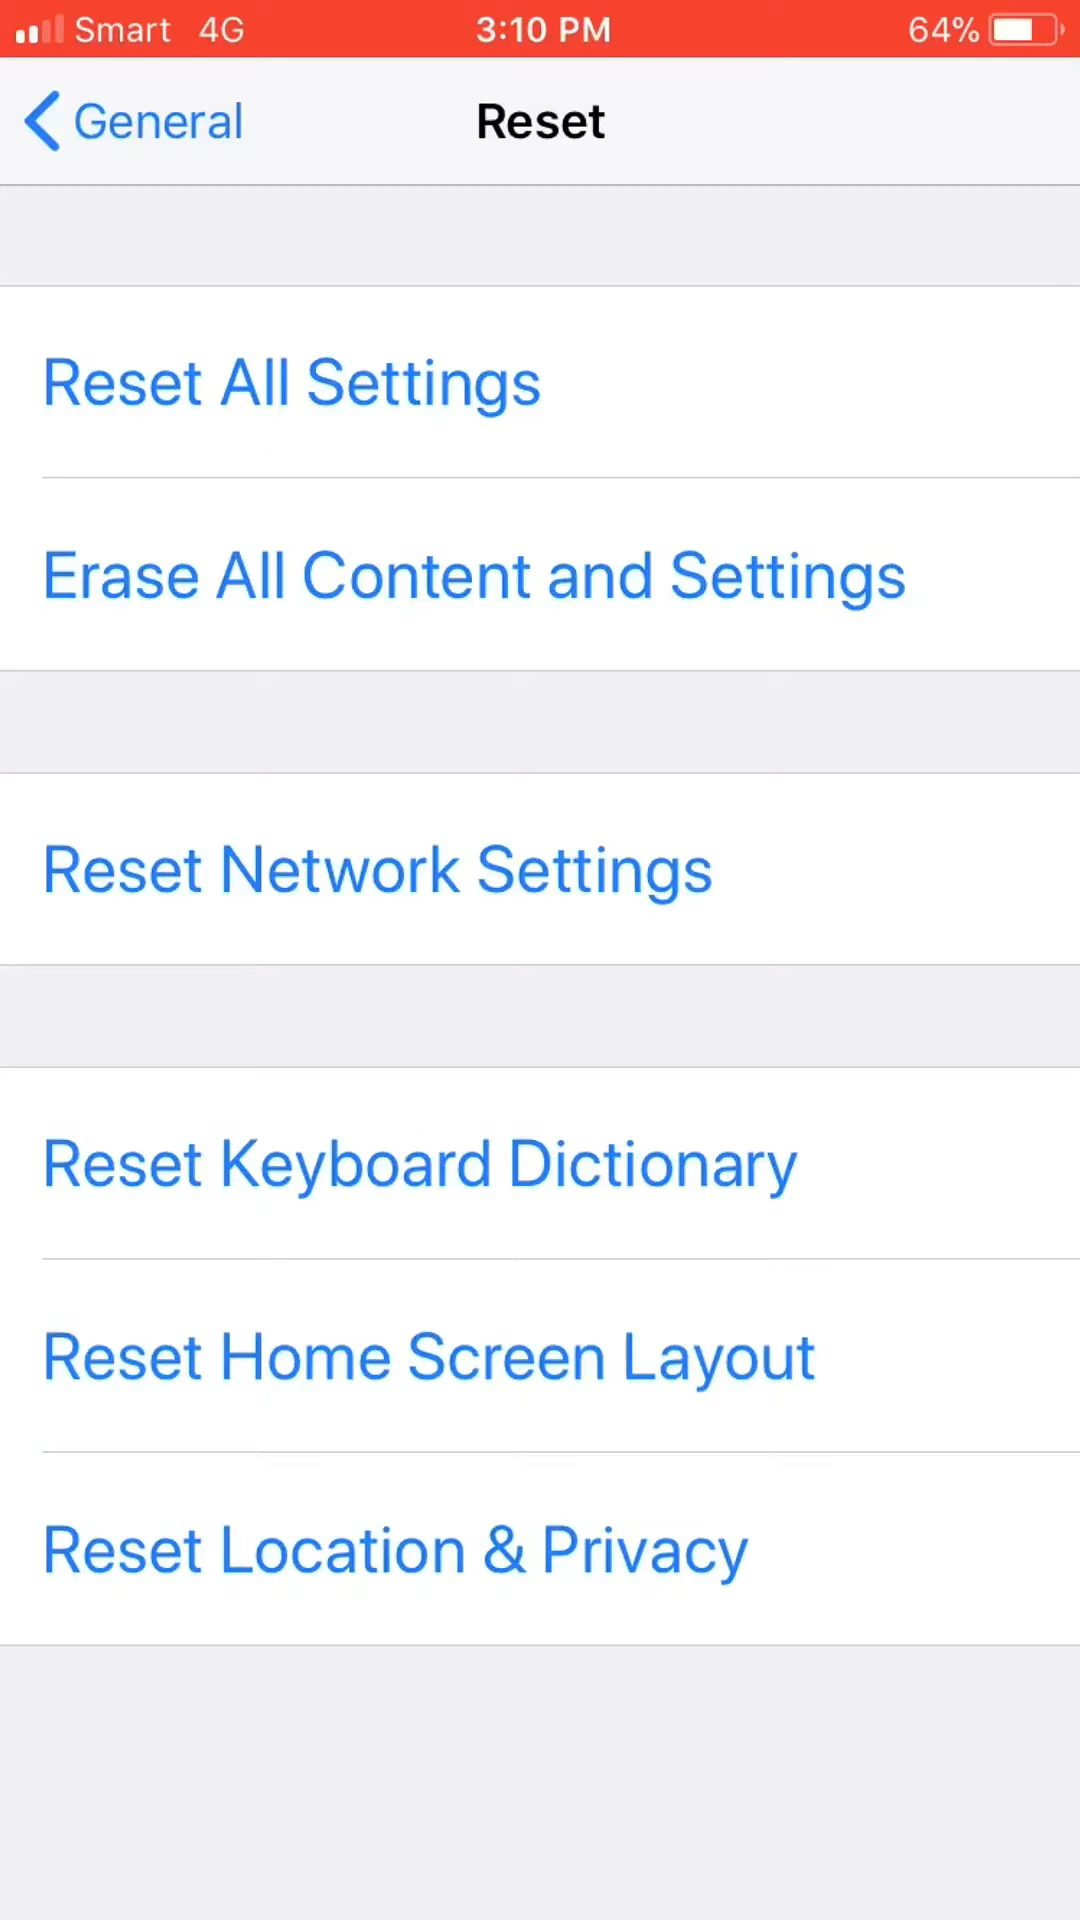 Smart 4G 3:10 PM 64%
General Reset
Reset All Settings
Erase All Content and Settings
Reset Network Settings
Reset Keyboard Dictionary
Reset Home Screen Layout
Reset Location & Privacy